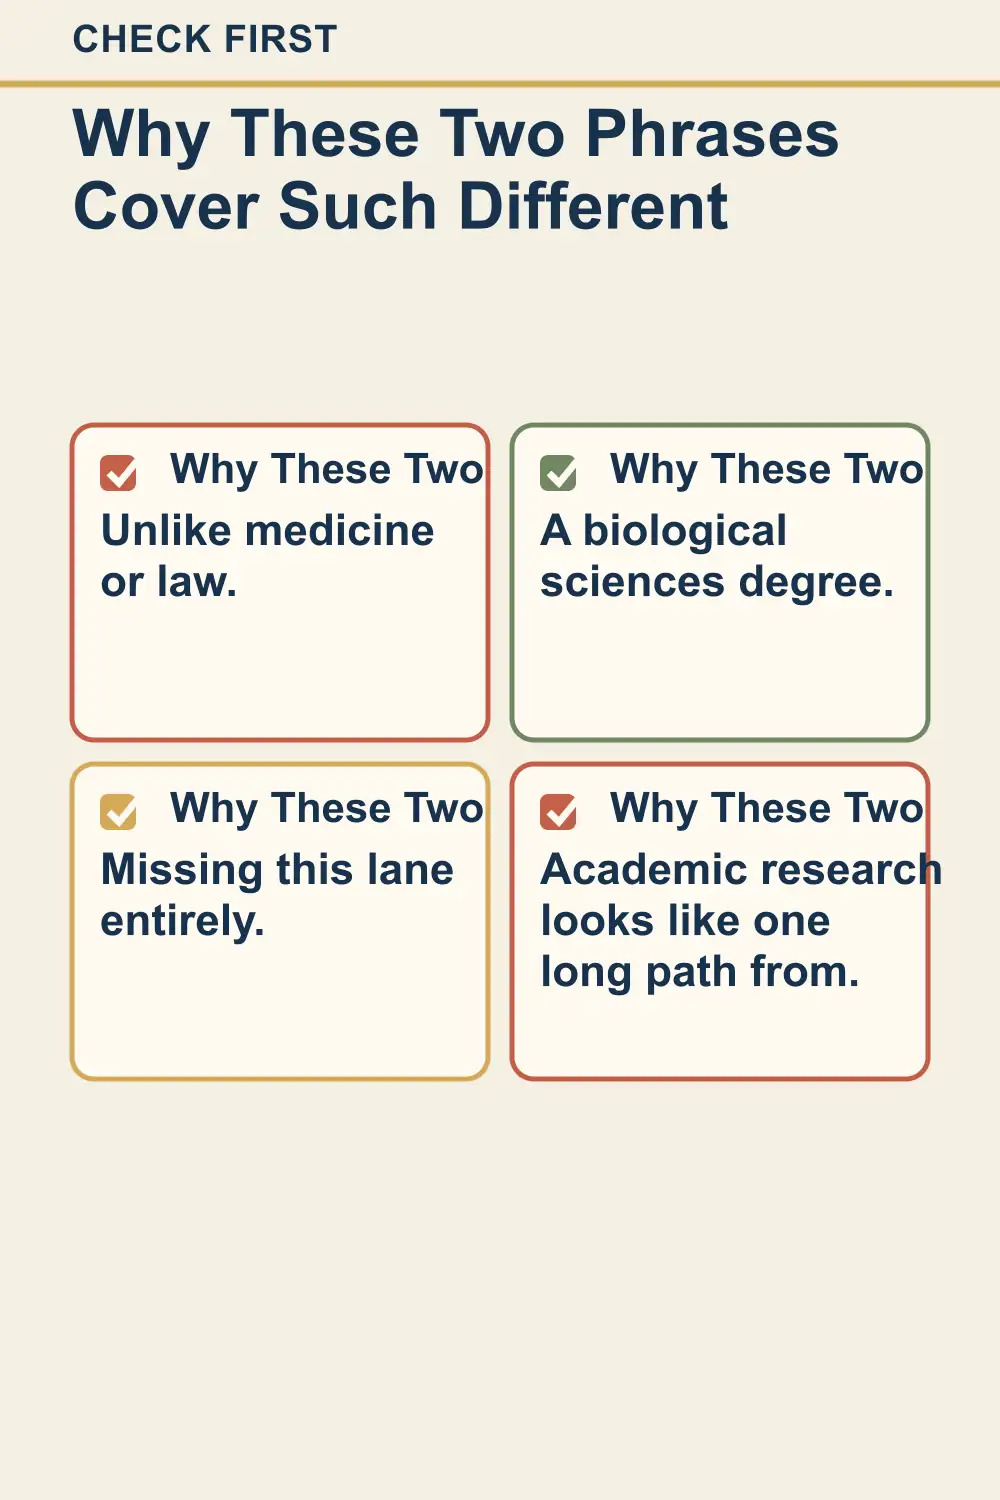 CHECK FIRST
Why These Two Phrases
Cover Such Different
Why These Two
Unlike medicine
or law.
Why These Two
A biological
sciences degree.
Why These Two
Missing this lane
entirely.
Why These Two
Academic research
looks like one
long path from.